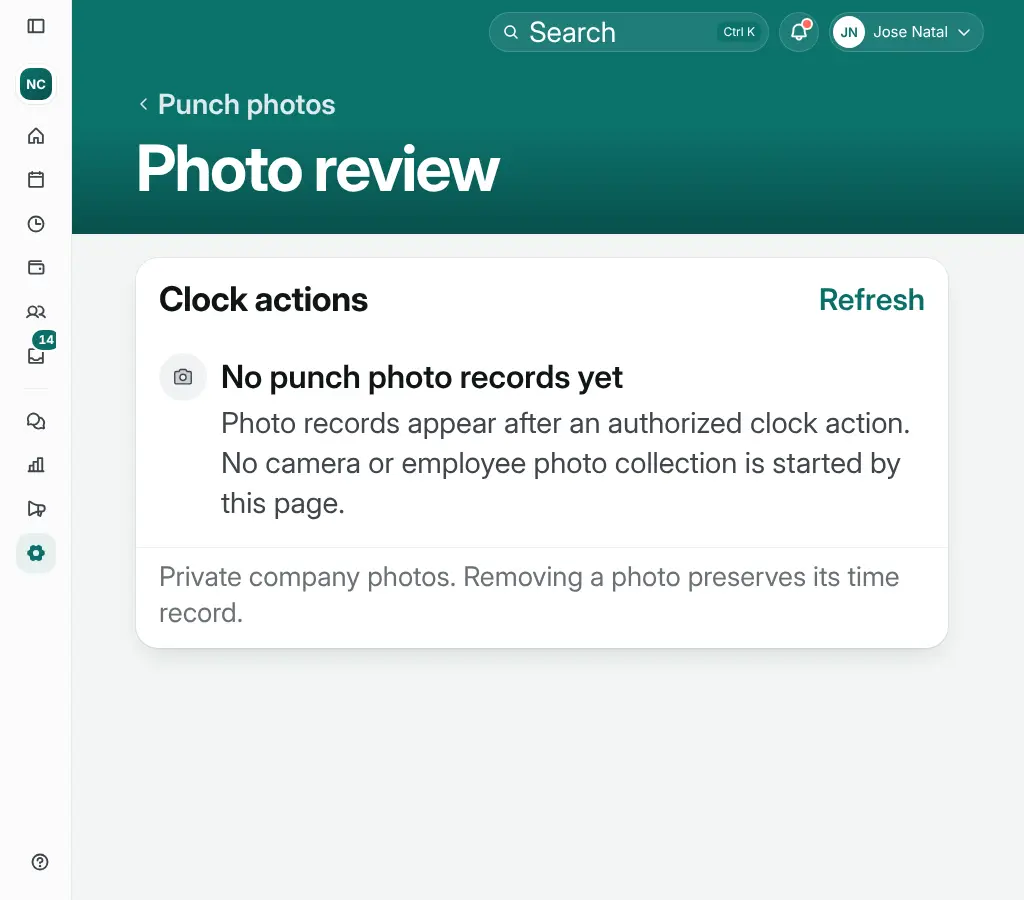 Search
Ctrl K
JN
Jose Natal
NC
Punch photos
Photo review
Clock actions
Refresh
No punch photo records yet
Photo records appear after an authorized clock action.
No camera or employee photo collection is started by
this page.
Private company photos. Removing a photo preserves its time
record.
14